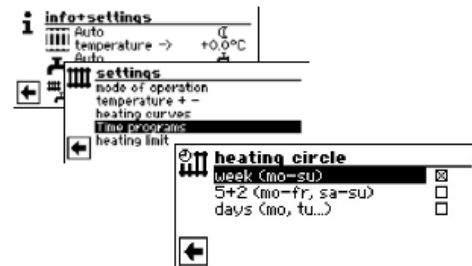 info+settings
Auto
temperature -> +0,0°C
Auto
settings
mode of operation
temperature + -
heating curves
Time programs
heating limit
heating circle
week (mo-su)
5+2 (mo-fr, sa-su)
days (mo, tu...)